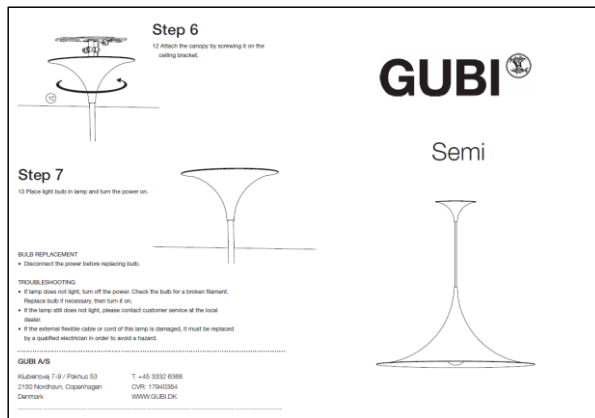 Step 6
12 Attach the canopy by screwing it on the
ceiling bracket.
12
Step 7
13 Place light bulb in lamp and turn the power on.
BULB REPLACEMENT
• Disconnect the power before replacing bulb.
TROUBLESHOOTING
• If lamp does not light, turn off the power. Check the bulb for a broken filament.
Replace bulb if necessary, then turn it on.
• If the lamp still does not light, please contact customer service at the local
dealer.
• If the external flexible cable or cord of this lamp is damaged, it must be replaced
by a qualified electrician in order to avoid a hazard.
GUBI A/S
Klubiensvej 7-9 / Pakhus 53
2150 Nordhavn, Copenhagen
Denmark
T: +45 3332 6368
CVR: 17940384
WWW.GUBI.DK
GUBI
Semi